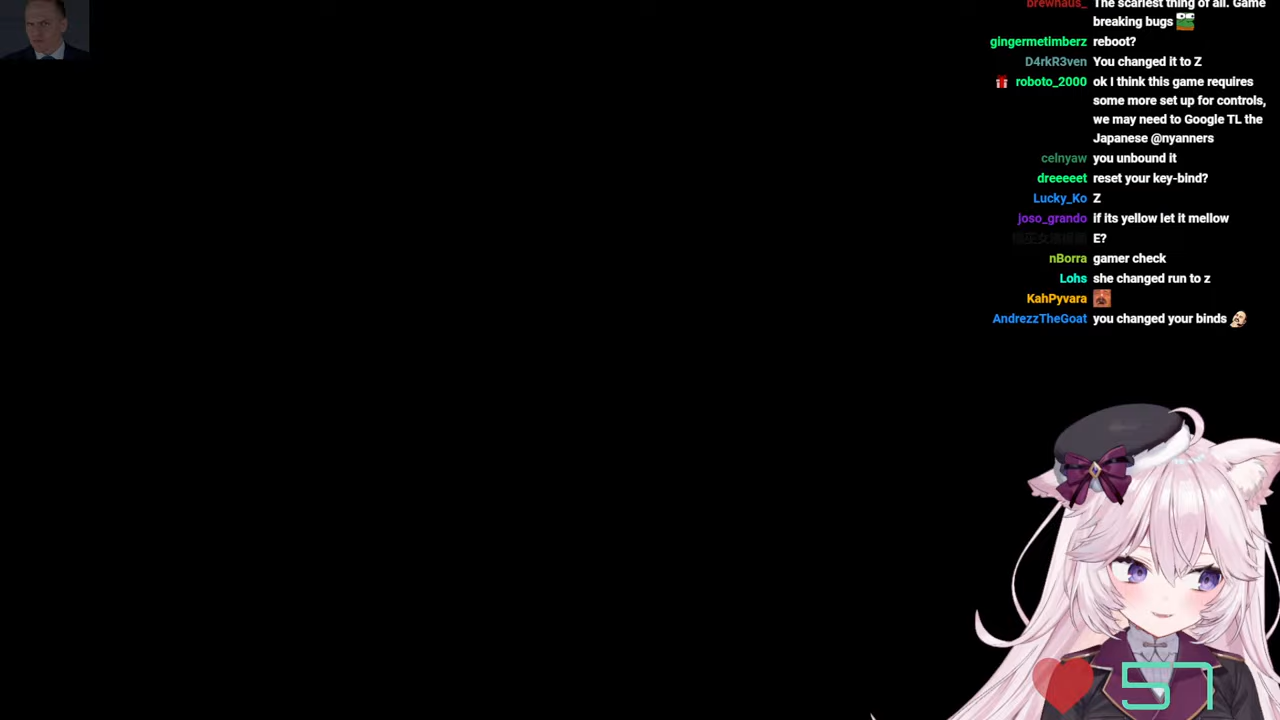 brewhaus_ The scariest thing of all. Game
breaking bugs
gingermetimberz reboot?
D4rkR3ven You changed it to Z
roboto_2000 ok I think this game requires
some more set up for controls,
we may need to Google TL the
Japanese @nyanners
celnyaw you unbound it
dreeeeet reset your key-bind?
Lucky_Ko Z
joso_grando if its yellow let it mellow
E?
nBorra gamer check
Lohs she changed run to z
KahPyvara
AndrezzTheGoat you changed your binds
57